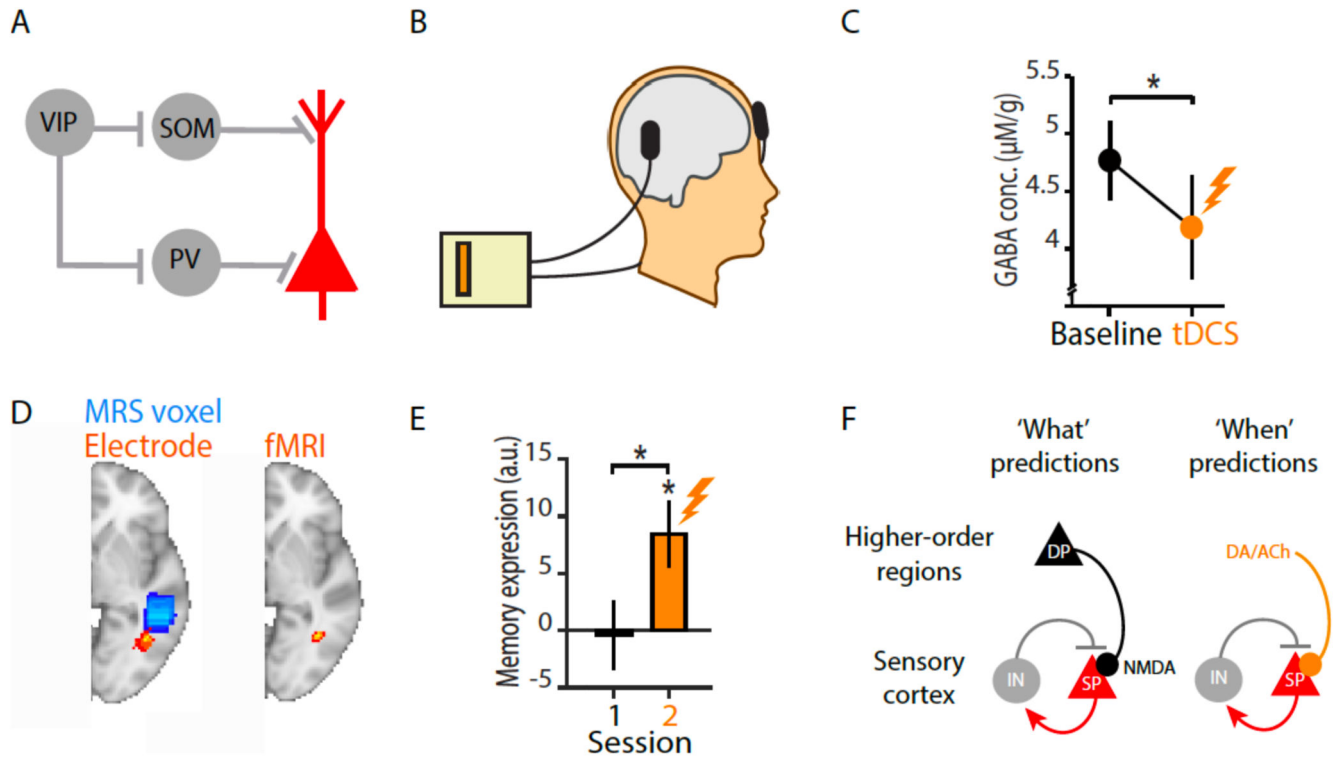 A
VIP
SOM
PV
B
C
GABA conc. (µM/g)
5.5
5
4.5
4
*
Baseline tDCS
D
MRS voxel
Electrode
fMRI
E
Memory expression (a.u.)
15
10
5
0
-5
*
*
1 2
Session
F
'What'
predictions
'When'
predictions
Higher-order
regions
DP
DA/ACh
Sensory
cortex
IN
SP
NMDA
IN
SP